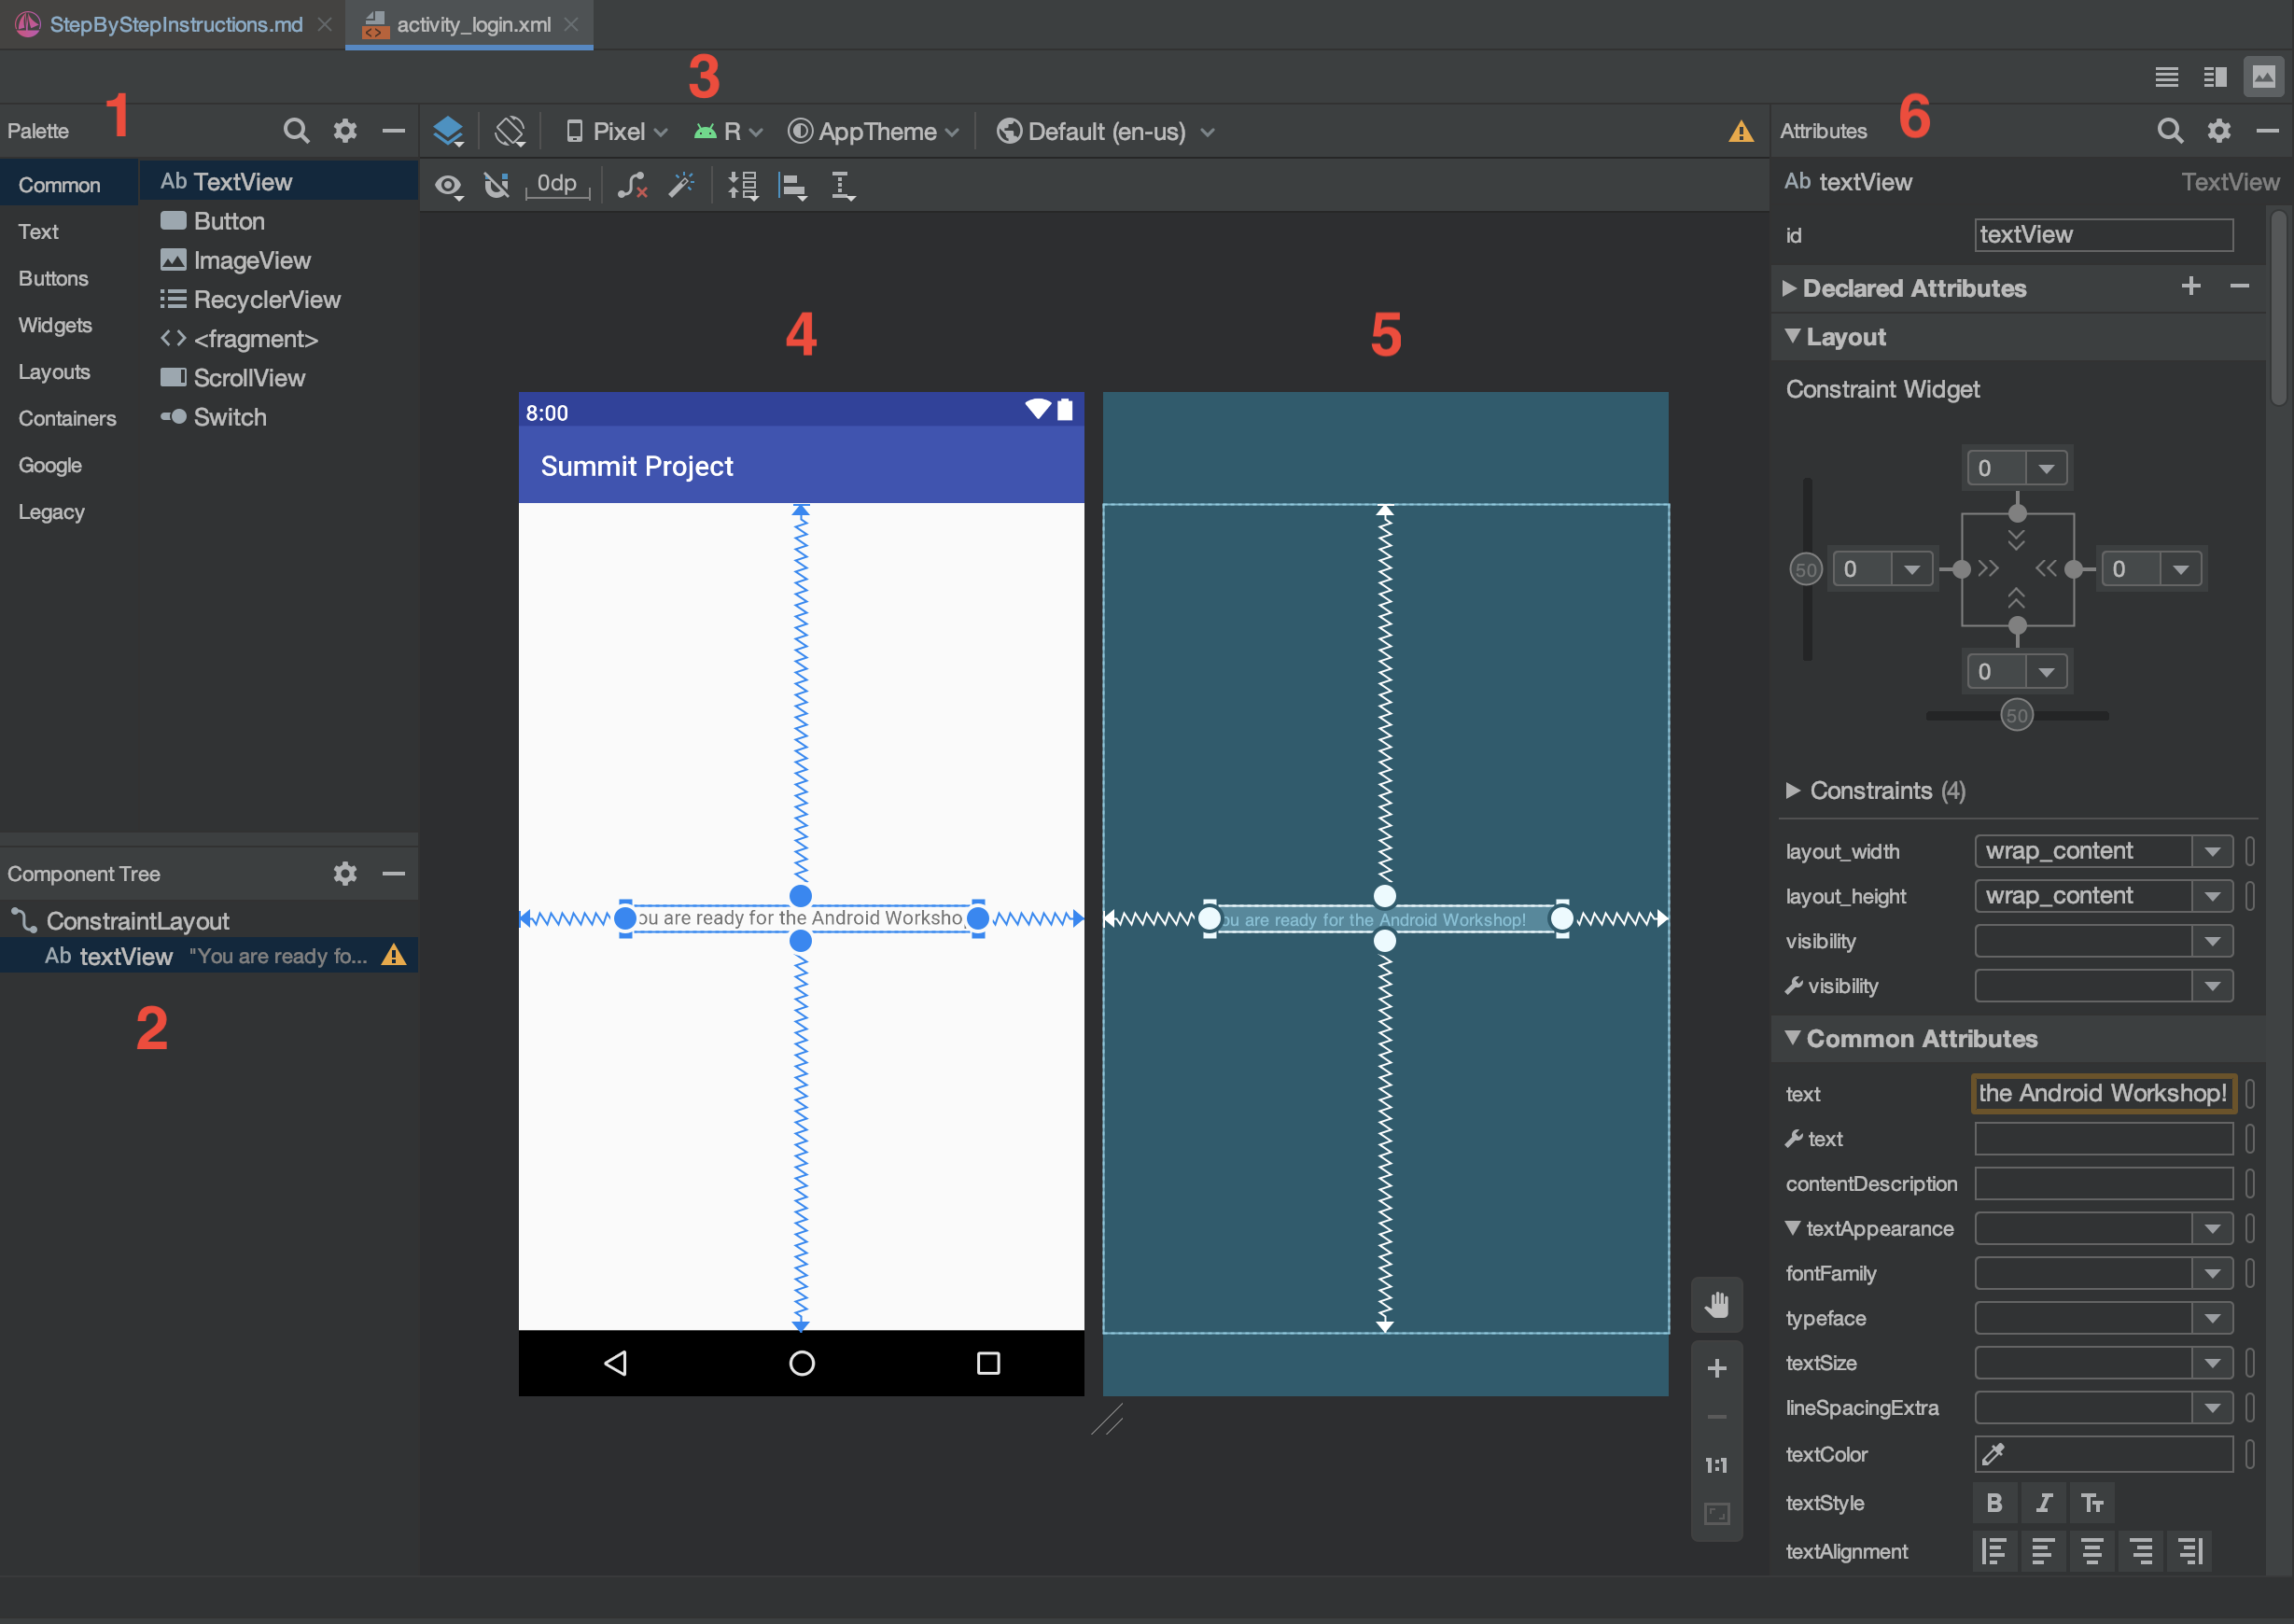 StepByStepInstructions.md
activity_login.xml
1
3
6
Palette
Pixel
R
AppTheme
Default (en-us)
Attributes
Common
Text
Buttons
Widgets
Layouts
Containers
Google
Legacy
Ab TextView
Button
ImageView
RecyclerView
<fragment>
ScrollView
Switch
0dp
4
5
8:00
Summit Project
ou are ready for the Android Worksho
ou are ready for the Android Workshop!
Component Tree
ConstraintLayout
Ab textView "You are ready fo...
2
1:1
Ab textView TextView
id textView
Declared Attributes
Layout
Constraint Widget
0
50 0 0
0
50
Constraints (4)
layout_width wrap_content
layout_height wrap_content
visibility
visibility
Common Attributes
text the Android Workshop!
text
contentDescription
textAppearance
fontFamily
typeface
textSize
lineSpacingExtra
textColor
textStyle B I Tt
textAlignment